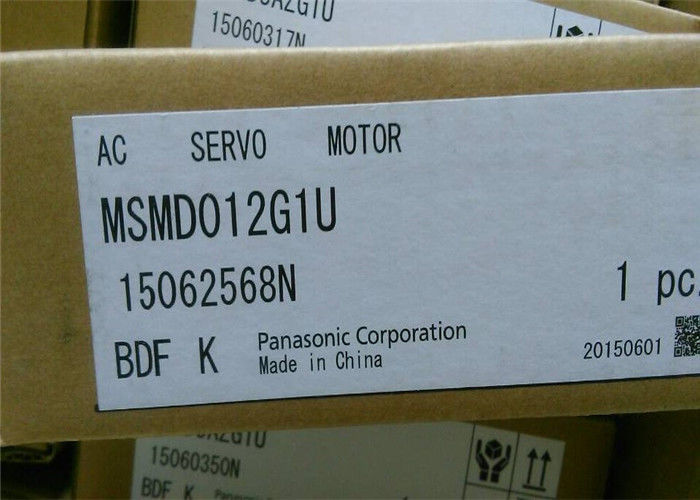 15060317N
AC SERVO MOTOR
MSMD012G1U
15062568N
1 pc.
BDF K Panasonic Corporation
Made in China
20150601
15060350N
BDF K